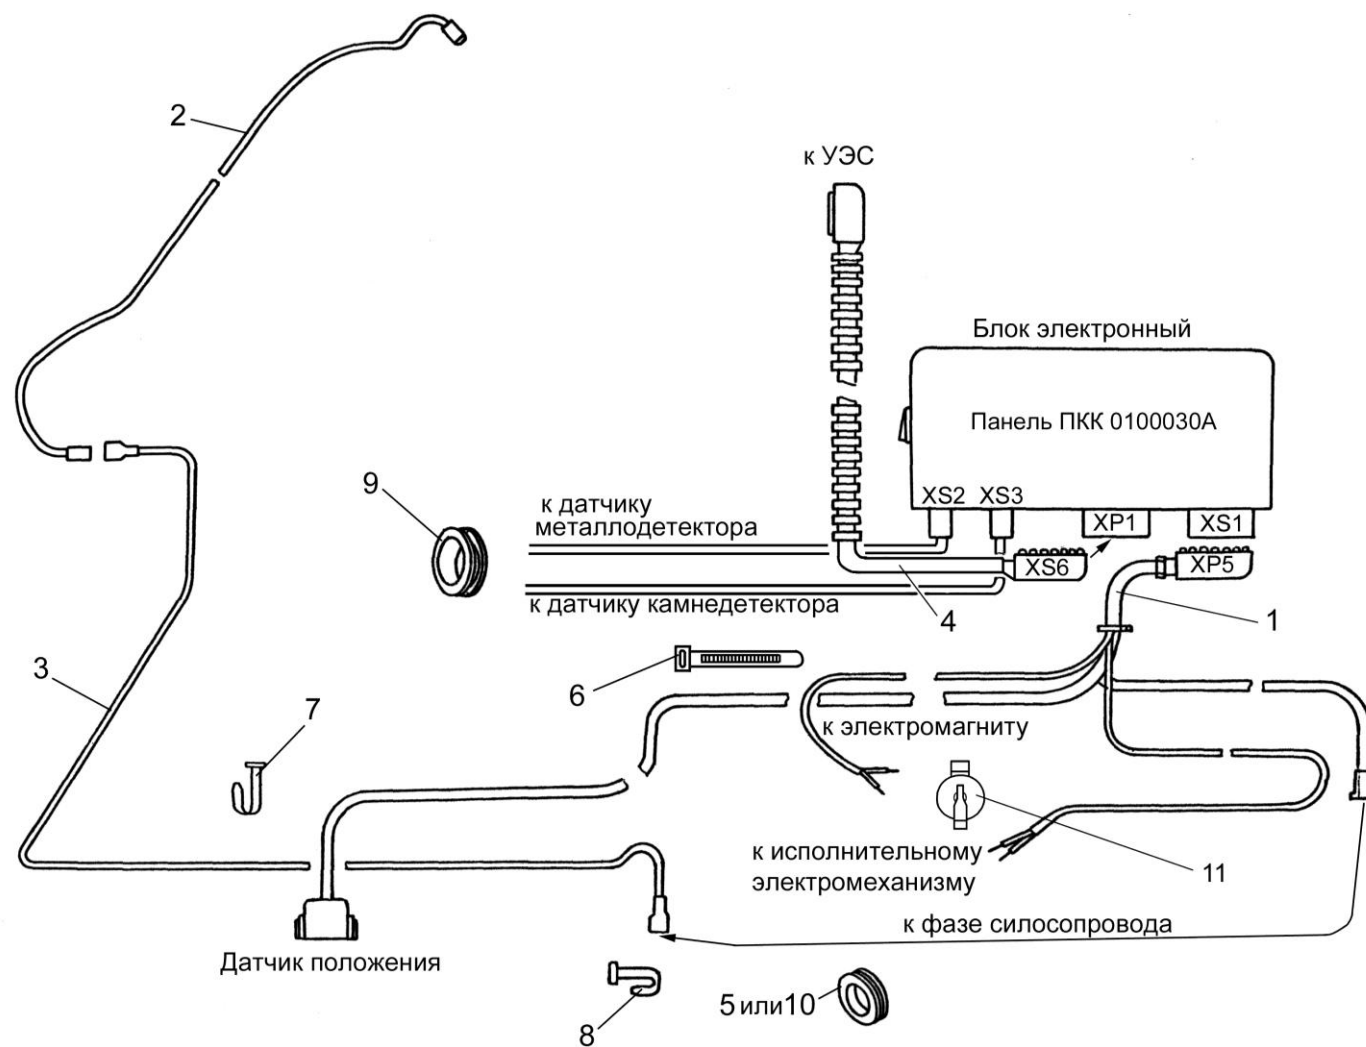 2
к УЭС
Блок электронный
Панель ПКК 0100030А
9
XS2
XS3
к датчику
металлодетектора
XP1
XS1
XS6
XP5
к датчику камнедетектора
4
1
3
6
7
к электромагниту
к исполнительному
электромеханизму
11
к фазе силосопровода
Датчик положения
5 или 10
8